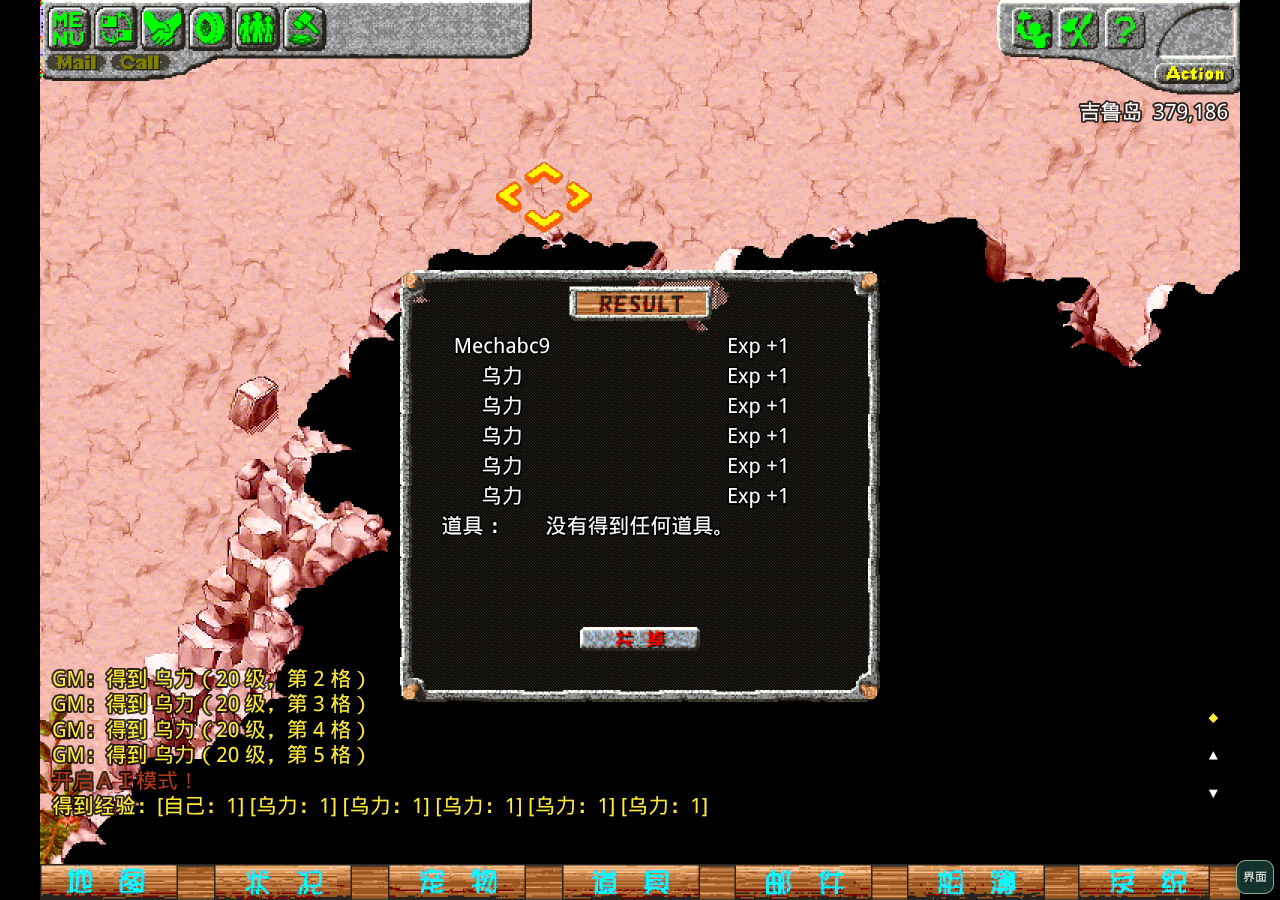 MENU
Mail Call
Action
吉鲁岛 379,186
RESULT
Mechabc9 Exp +1
乌力 Exp +1
乌力 Exp +1
乌力 Exp +1
乌力 Exp +1
乌力 Exp +1
道具： 没有得到任何道具。
关 掉
GM：得到 乌力（20 级，第 2 格）
GM：得到 乌力（20 级，第 3 格）
GM：得到 乌力（20 级，第 4 格）
GM：得到 乌力（20 级，第 5 格）
开启ＡＩ模式！
得到经验：[自己：1] [乌力：1] [乌力：1] [乌力：1] [乌力：1] [乌力：1]
地 图 状 况 宠 物 道 具 邮 件 相 簿 系 统
界面